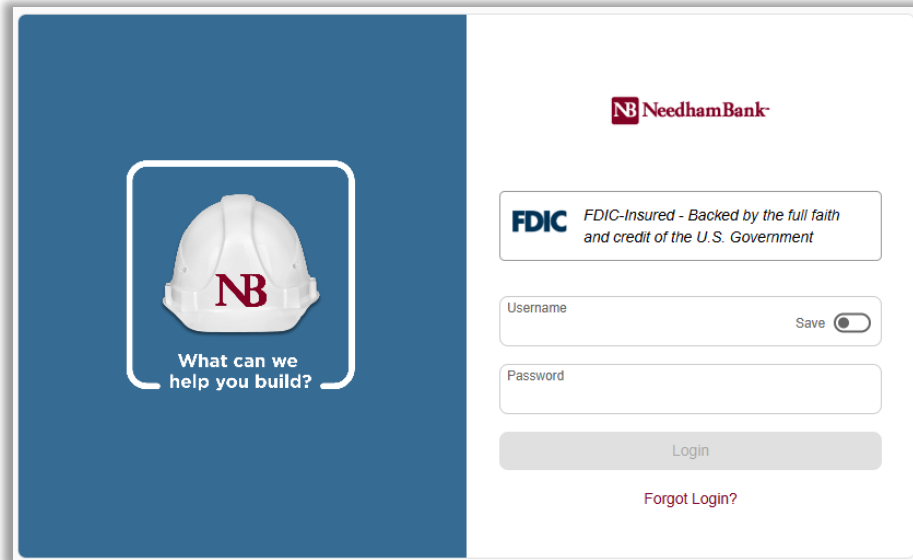 NB
What can we
help you build?
NB NeedhamBank
FDIC FDIC-Insured - Backed by the full faith
and credit of the U.S. Government
Username
Save
Password
Login
Forgot Login?